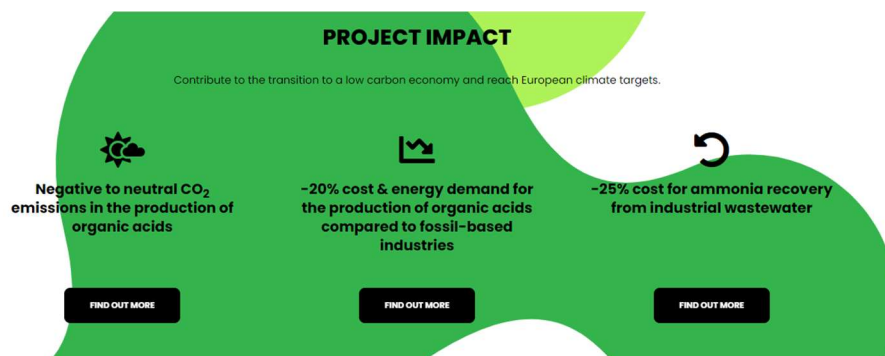 PROJECT IMPACT
Contribute to the transition to a low carbon economy and reach European climate targets.
Negative to neutral CO₂
emissions in the production of
organic acids
-20% cost & energy demand for
the production of organic acids
compared to fossil-based
industries
-25% cost for ammonia recovery
from industrial wastewater
FIND OUT MORE
FIND OUT MORE
FIND OUT MORE